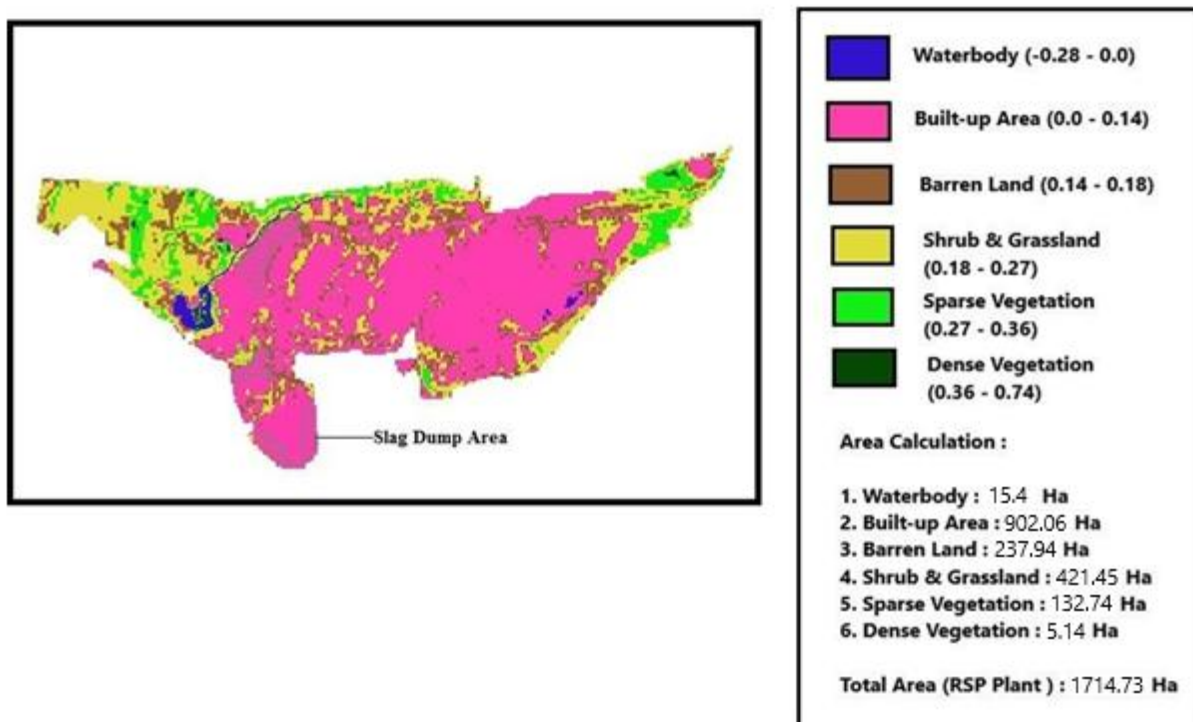 Slag Dump Area
Waterbody (-0.28 - 0.0)
Built-up Area (0.0 - 0.14)
Barren Land (0.14 - 0.18)
Shrub & Grassland
(0.18 - 0.27)
Sparse Vegetation
(0.27 - 0.36)
Dense Vegetation
(0.36 - 0.74)
Area Calculation :
1. Waterbody : 15.4 Ha
2. Built-up Area : 902.06 Ha
3. Barren Land : 237.94 Ha
4. Shrub & Grassland : 421.45 Ha
5. Sparse Vegetation : 132.74 Ha
6. Dense Vegetation : 5.14 Ha
Total Area (RSP Plant ) : 1714.73 Ha